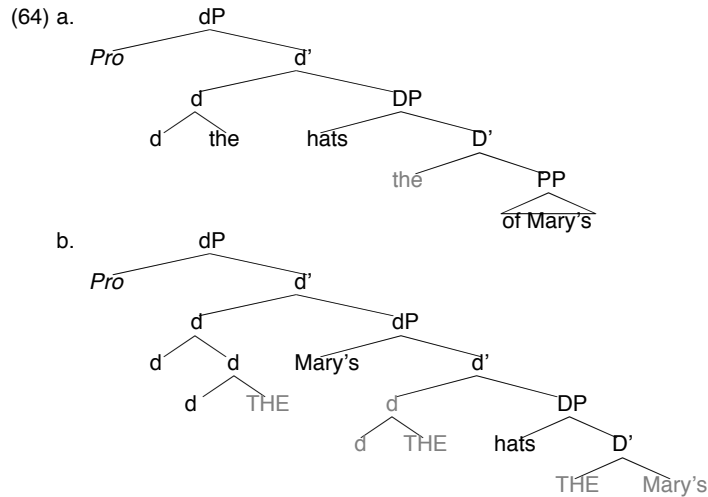 (64) a. dP
Pro d’
d DP
d the hats D’
the PP
of Mary’s
b. dP
Pro d’
d dP
d d Mary’s d’
d THE d DP
d THE hats D’
THE Mary’s